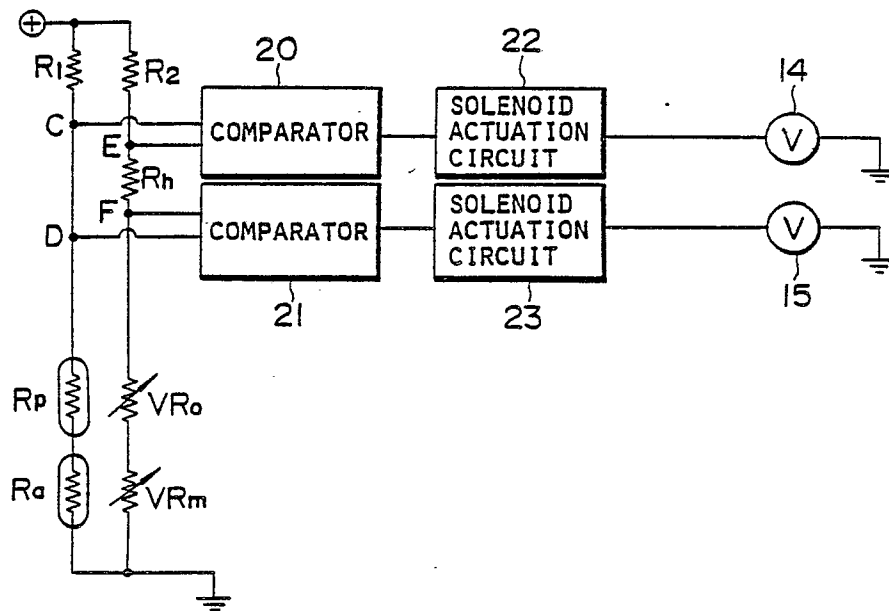 +
R1
R2
20
22
14
C
COMPARATOR
SOLENOID
ACTUATION
CIRCUIT
V
E
Rh
F
COMPARATOR
SOLENOID
ACTUATION
CIRCUIT
V
D
21
23
15
Rp
VRo
Ra
VRm